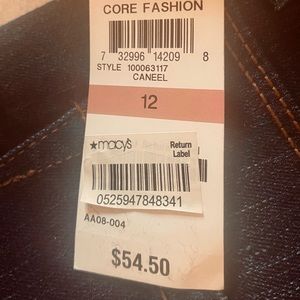 CORE FASHION
7 32996 14209 8
STYLE 100063117
CANEEL
12
★macy's
Return
Label
0525947848341
AA08-004
$54.50